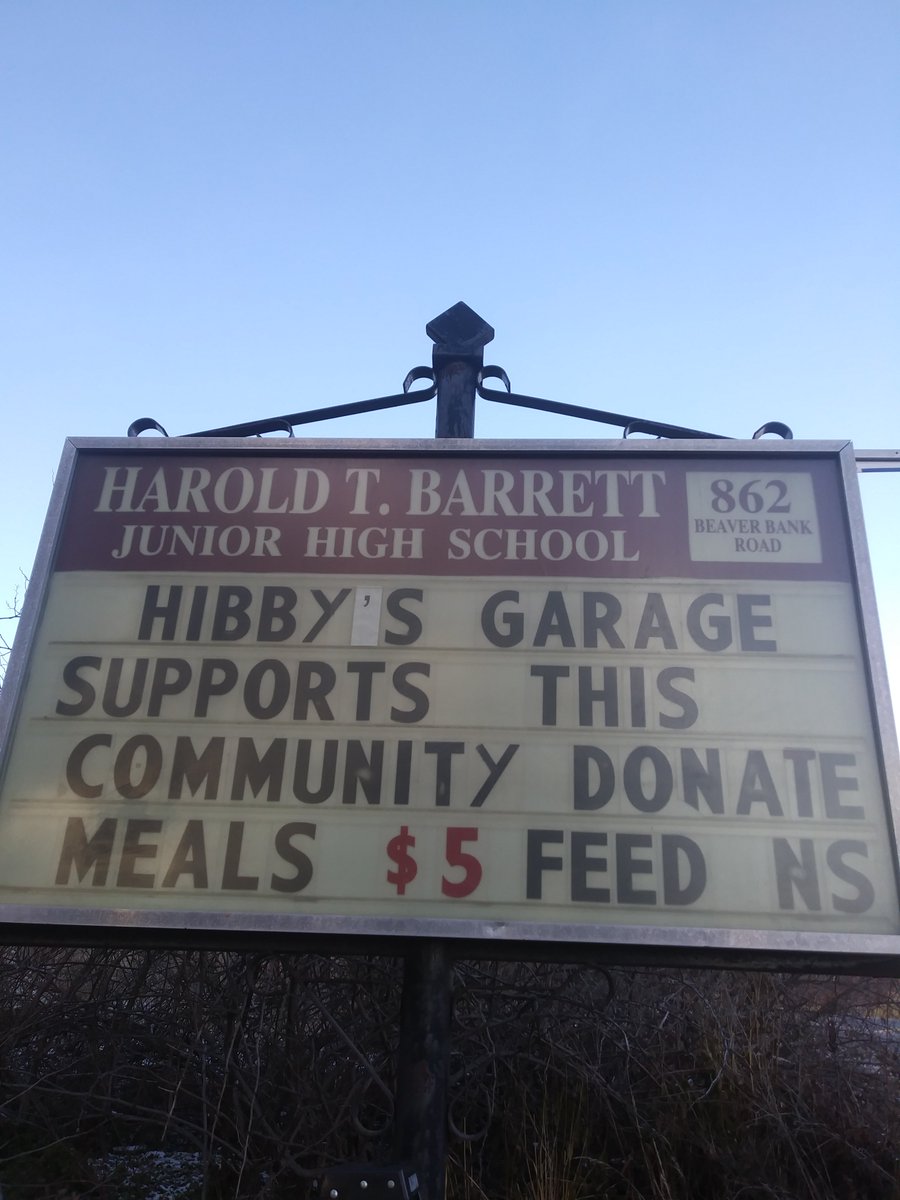 HAROLD T. BARRETT
JUNIOR HIGH SCHOOL
862
BEAVER BANK
ROAD
HIBBY'S GARAGE
SUPPORTS THIS
COMMUNITY DONATE
MEALS $5 FEED NS